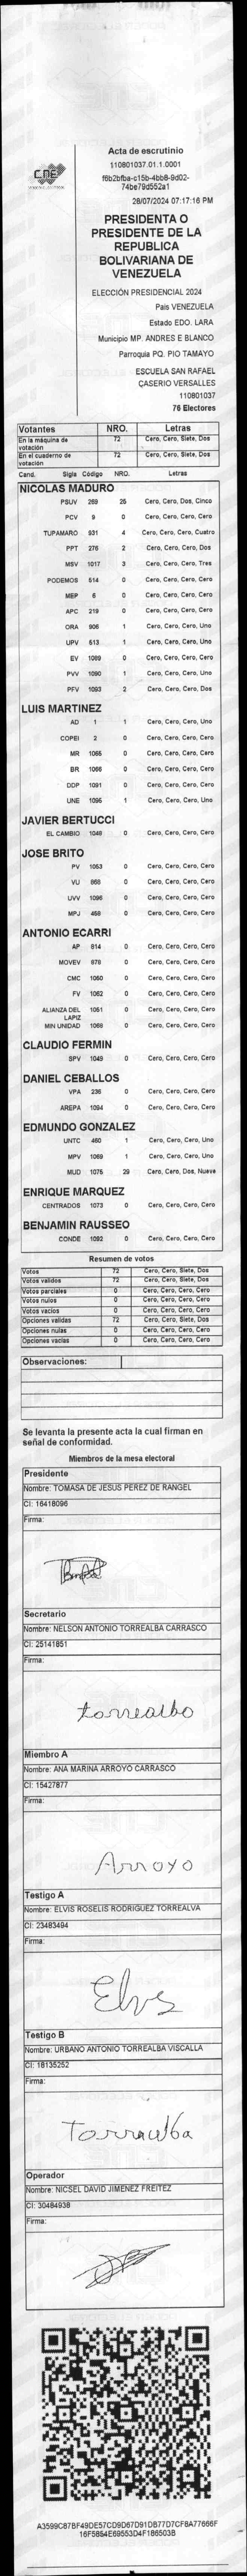 CNE
Acta de escrutinio
110801037.01.1.0001
f6b2bfba-c15b-4bb8-9d02-
74be79d552a1
28/07/2024 07:17:16 PM
PRESIDENTA O
PRESIDENTE DE LA
REPUBLICA
BOLIVARIANA DE
VENEZUELA
ELECCIÓN PRESIDENCIAL 2024
Pais VENEZUELA
Estado EDO. LARA
Municipio MP. ANDRES E BLANCO
Parroquia PQ. PIO TAMAYO
ESCUELA SAN RAFAEL
CASERIO VERSALLES
110801037
76 Electores
Votantes NRO. Letras
En la máquina de votación 72 Cero, Cero, Siete, Dos
En el cuaderno de votación 72 Cero, Cero, Siete, Dos
Cand. Sigla Código NRO. Letras
NICOLAS MADURO
PSUV 269 25 Cero, Cero, Dos, Cinco
PCV 9 0 Cero, Cero, Cero, Cero
TUPAMARO 931 4 Cero, Cero, Cero, Cuatro
PPT 276 2 Cero, Cero, Cero, Dos
MSV 1017 3 Cero, Cero, Cero, Tres
PODEMOS 514 0 Cero, Cero, Cero, Cero
MEP 6 0 Cero, Cero, Cero, Cero
APC 219 0 Cero, Cero, Cero, Cero
ORA 906 1 Cero, Cero, Cero, Uno
UPV 513 1 Cero, Cero, Cero, Uno
EV 1089 0 Cero, Cero, Cero, Cero
PVV 1090 1 Cero, Cero, Cero, Uno
PFV 1093 2 Cero, Cero, Cero, Dos
LUIS MARTINEZ
AD 1 1 Cero, Cero, Cero, Uno
COPEI 2 0 Cero, Cero, Cero, Cero
MR 1065 0 Cero, Cero, Cero, Cero
BR 1066 0 Cero, Cero, Cero, Cero
DDP 1091 0 Cero, Cero, Cero, Cero
UNE 1095 1 Cero, Cero, Cero, Uno
JAVIER BERTUCCI
EL CAMBIO 1048 0 Cero, Cero, Cero, Cero
JOSE BRITO
PV 1053 0 Cero, Cero, Cero, Cero
VU 868 0 Cero, Cero, Cero, Cero
UVV 1096 0 Cero, Cero, Cero, Cero
MPJ 458 0 Cero, Cero, Cero, Cero
ANTONIO ECARRI
AP 814 0 Cero, Cero, Cero, Cero
MOVEV 878 0 Cero, Cero, Cero, Cero
CMC 1050 0 Cero, Cero, Cero, Cero
FV 1062 0 Cero, Cero, Cero, Cero
ALIANZA DEL LAPIZ 1051 0 Cero, Cero, Cero, Cero
MIN UNIDAD 1069 0 Cero, Cero, Cero, Cero
CLAUDIO FERMIN
SPV 1049 0 Cero, Cero, Cero, Cero
DANIEL CEBALLOS
VPA 236 0 Cero, Cero, Cero, Cero
AREPA 1094 0 Cero, Cero, Cero, Cero
EDMUNDO GONZALEZ
UNTC 460 1 Cero, Cero, Cero, Uno
MPV 1059 1 Cero, Cero, Cero, Uno
MUD 1075 29 Cero, Cero, Dos, Nueve
ENRIQUE MARQUEZ
CENTRADOS 1073 0 Cero, Cero, Cero, Cero
BENJAMIN RAUSSEO
CONDE 1092 0 Cero, Cero, Cero, Cero
Resumen de votos
Votos 72 Cero, Cero, Siete, Dos
Votos validos 72 Cero, Cero, Siete, Dos
Votos parciales 0 Cero, Cero, Cero, Cero
Votos nulos 0 Cero, Cero, Cero, Cero
Votos vacios 0 Cero, Cero, Cero, Cero
Opciones validas 72 Cero, Cero, Siete, Dos
Opciones nulas 0 Cero, Cero, Cero, Cero
Opciones vacias 0 Cero, Cero, Cero, Cero
Observaciones:
Se levanta la presente acta la cual firman en
señal de conformidad.
Miembros de la mesa electoral
Presidente
Nombre: TOMASA DE JESUS PEREZ DE RANGEL
CI: 16418096
Firma:
Secretario
Nombre: NELSON ANTONIO TORREALBA CARRASCO
CI: 25141851
Firma:
torrealbo
Miembro A
Nombre: ANA MARINA ARROYO CARRASCO
CI: 15427877
Firma:
Arroyo
Testigo A
Nombre: ELVIS ROSELIS RODRIGUEZ TORREALVA
CI: 23483494
Firma:
Elvis
Testigo B
Nombre: URBANO ANTONIO TORREALBA VISCALLA
CI: 18135252
Firma:
Torrealba
Operador
Nombre: NICSEL DAVID JIMENEZ FREITEZ
CI: 30484938
Firma:
A3599C87BF49DE57CD9D67D91DB77D7CF8A77666F
16F5854E69553D4F186503B